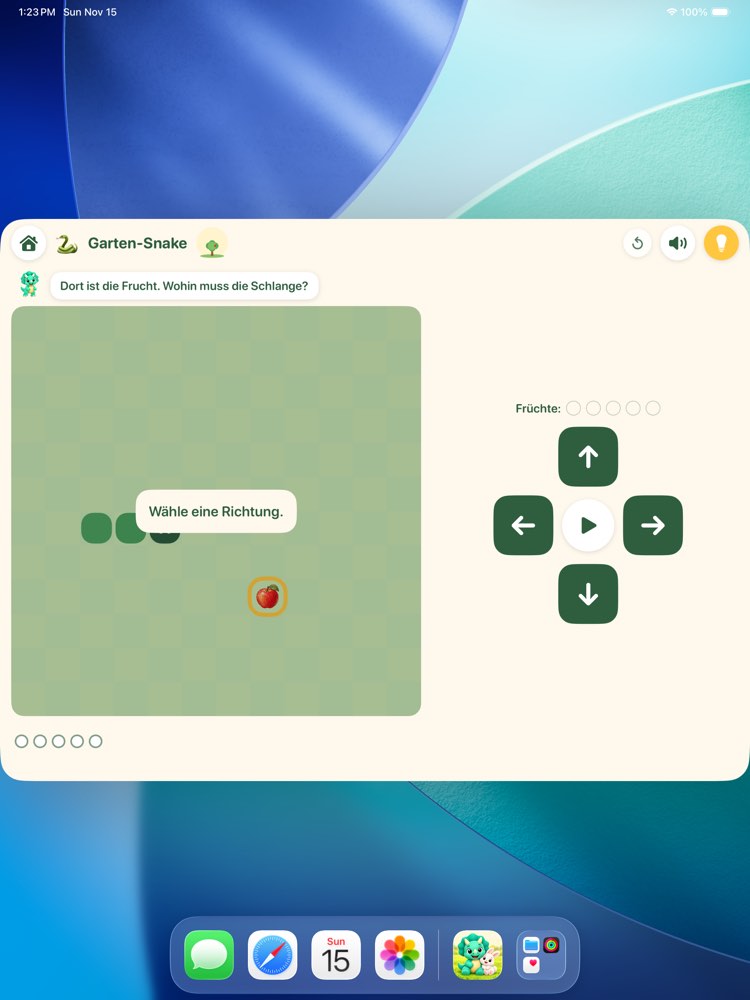 1:23 PM Sun Nov 15
100%
Garten-Snake
Dort ist die Frucht. Wohin muss die Schlange?
Früchte:
Wähle eine Richtung.
Sun
15